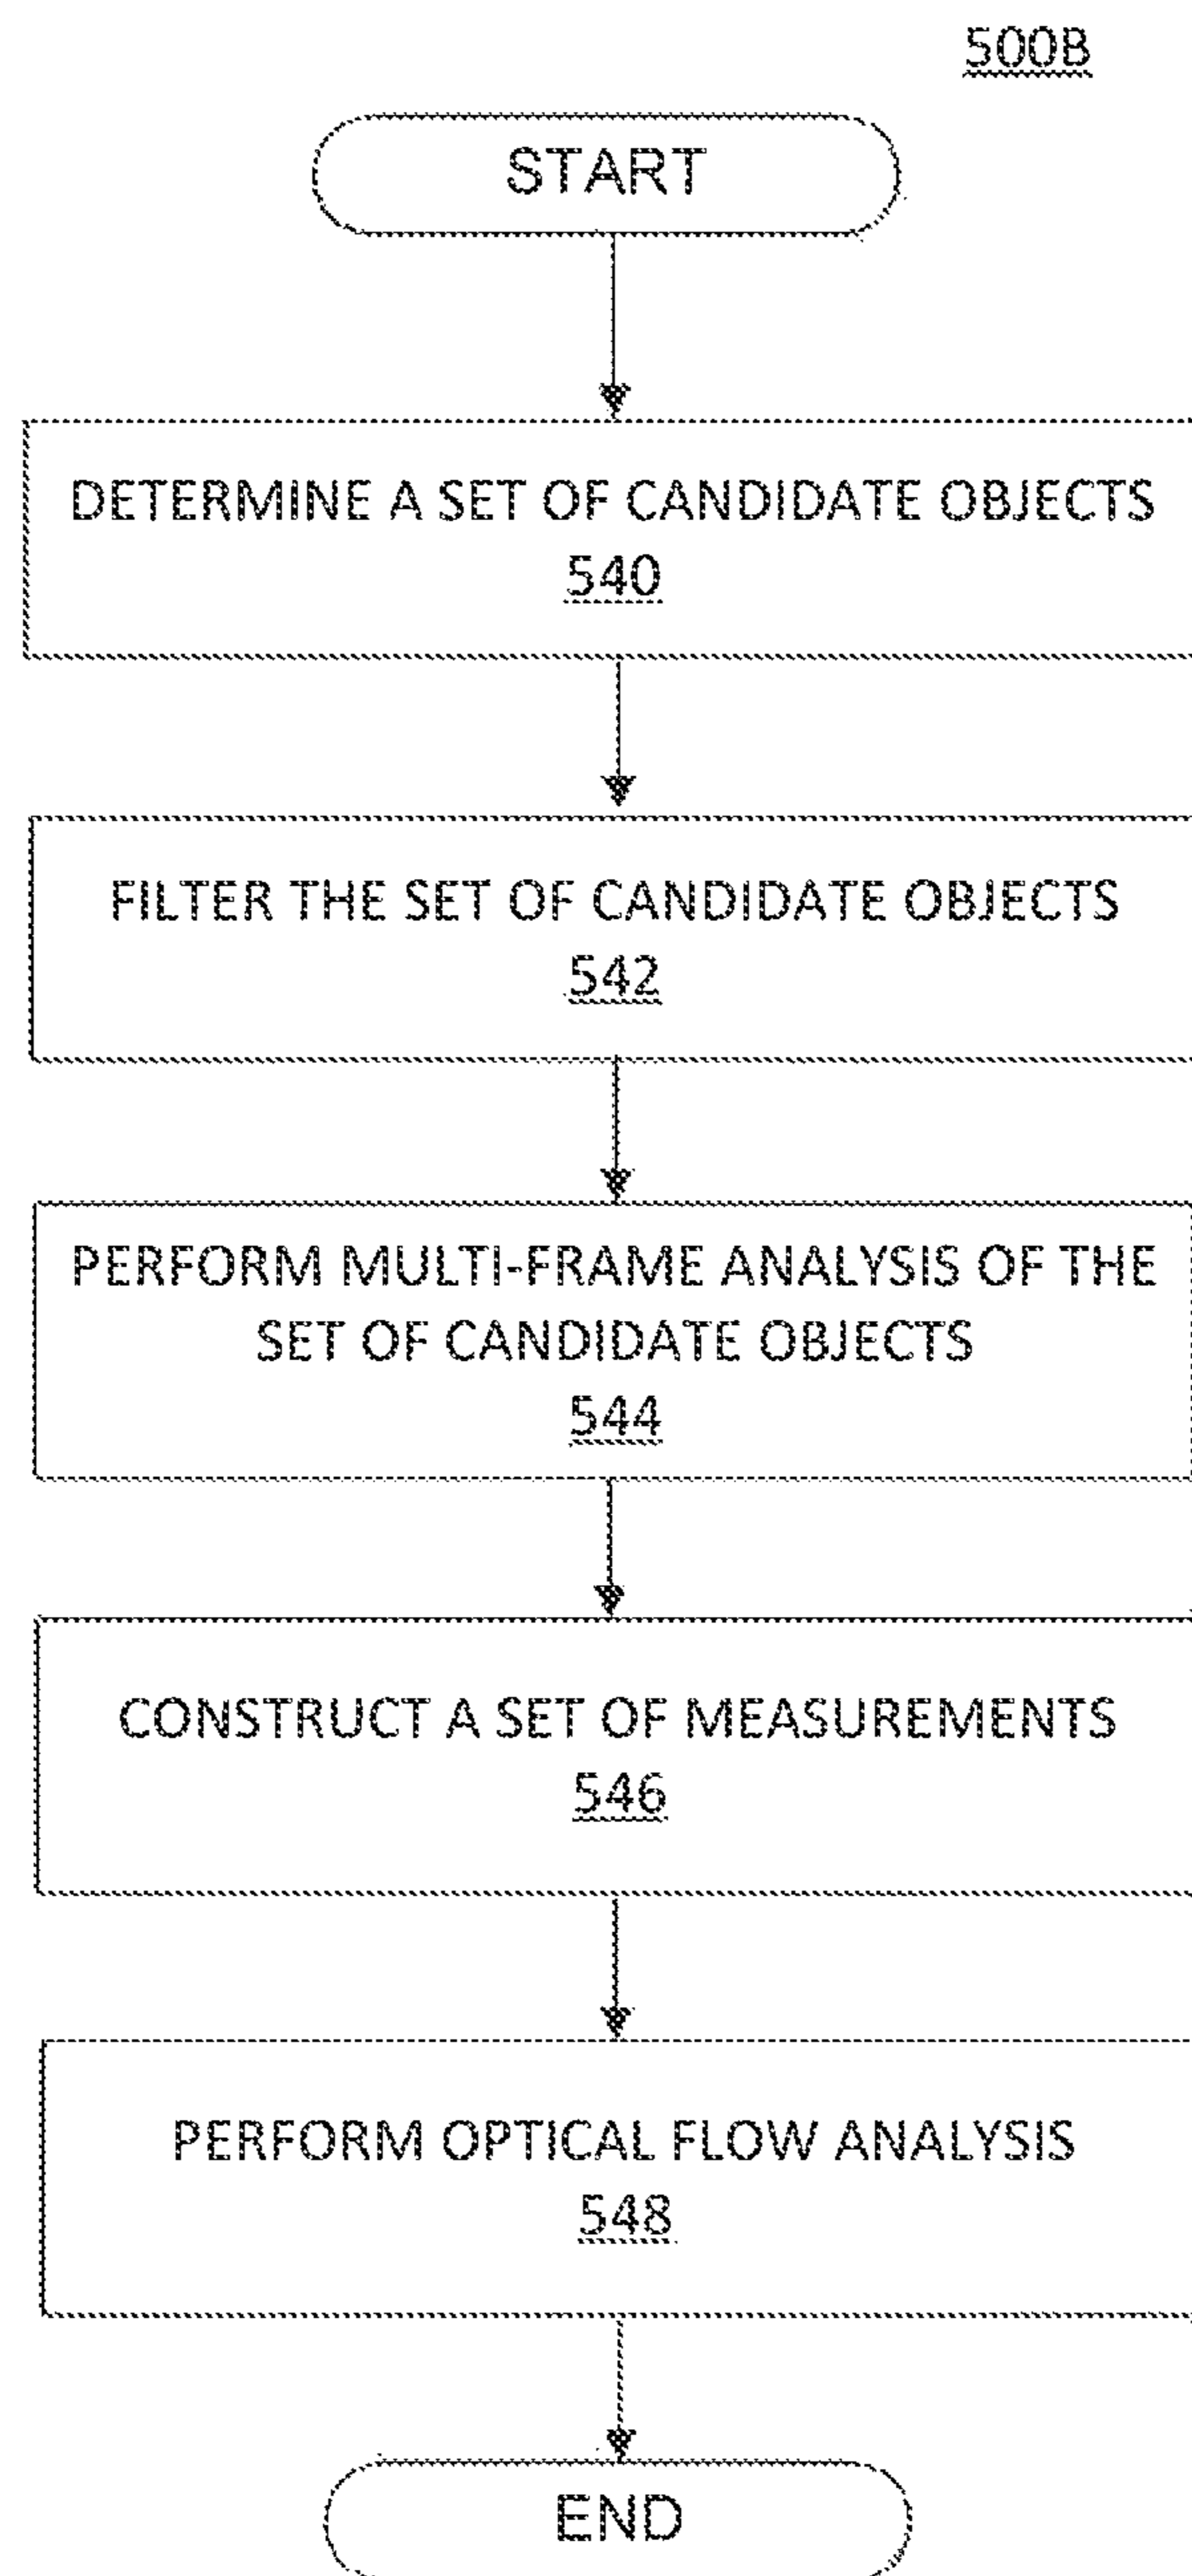 500B
START
DETERMINE A SET OF CANDIDATE OBJECTS
540
FILTER THE SET OF CANDIDATE OBJECTS
542
PERFORM MULTI-FRAME ANALYSIS OF THE
SET OF CANDIDATE OBJECTS
544
CONSTRUCT A SET OF MEASUREMENTS
546
PERFORM OPTICAL FLOW ANALYSIS
548
END